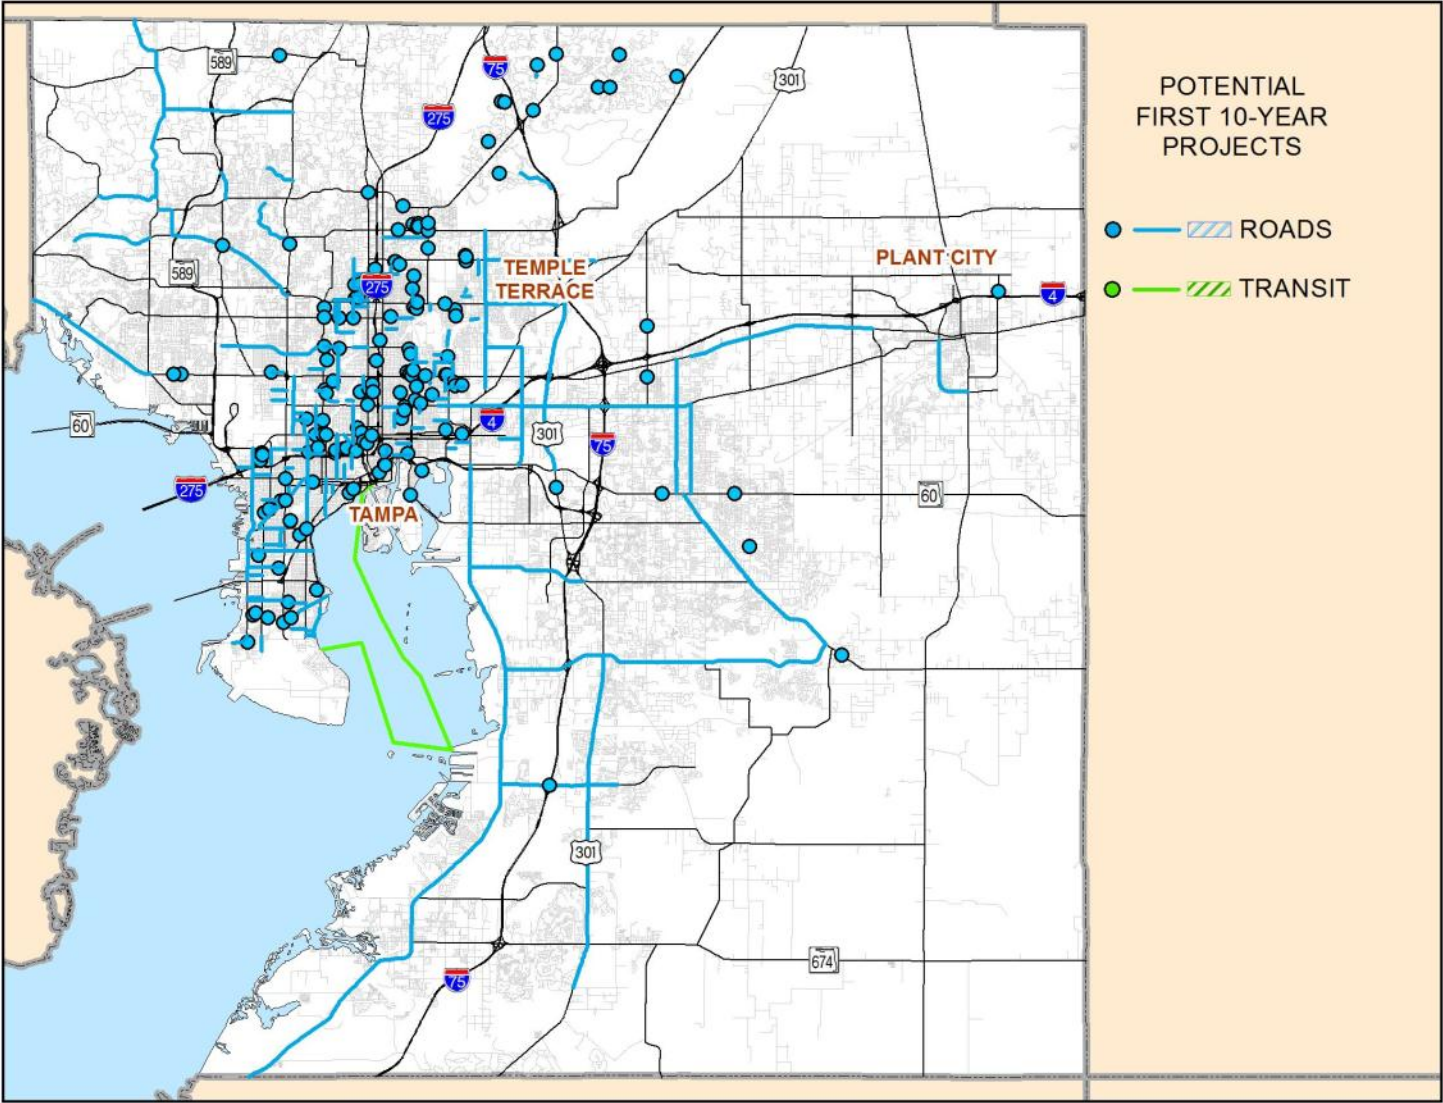 POTENTIAL
FIRST 10-YEAR
PROJECTS
ROADS
TRANSIT
589
75
301
275
589
275
TEMPLE
TERRACE
PLANT CITY
4
60
4
301
75
275
60
TAMPA
301
674
75